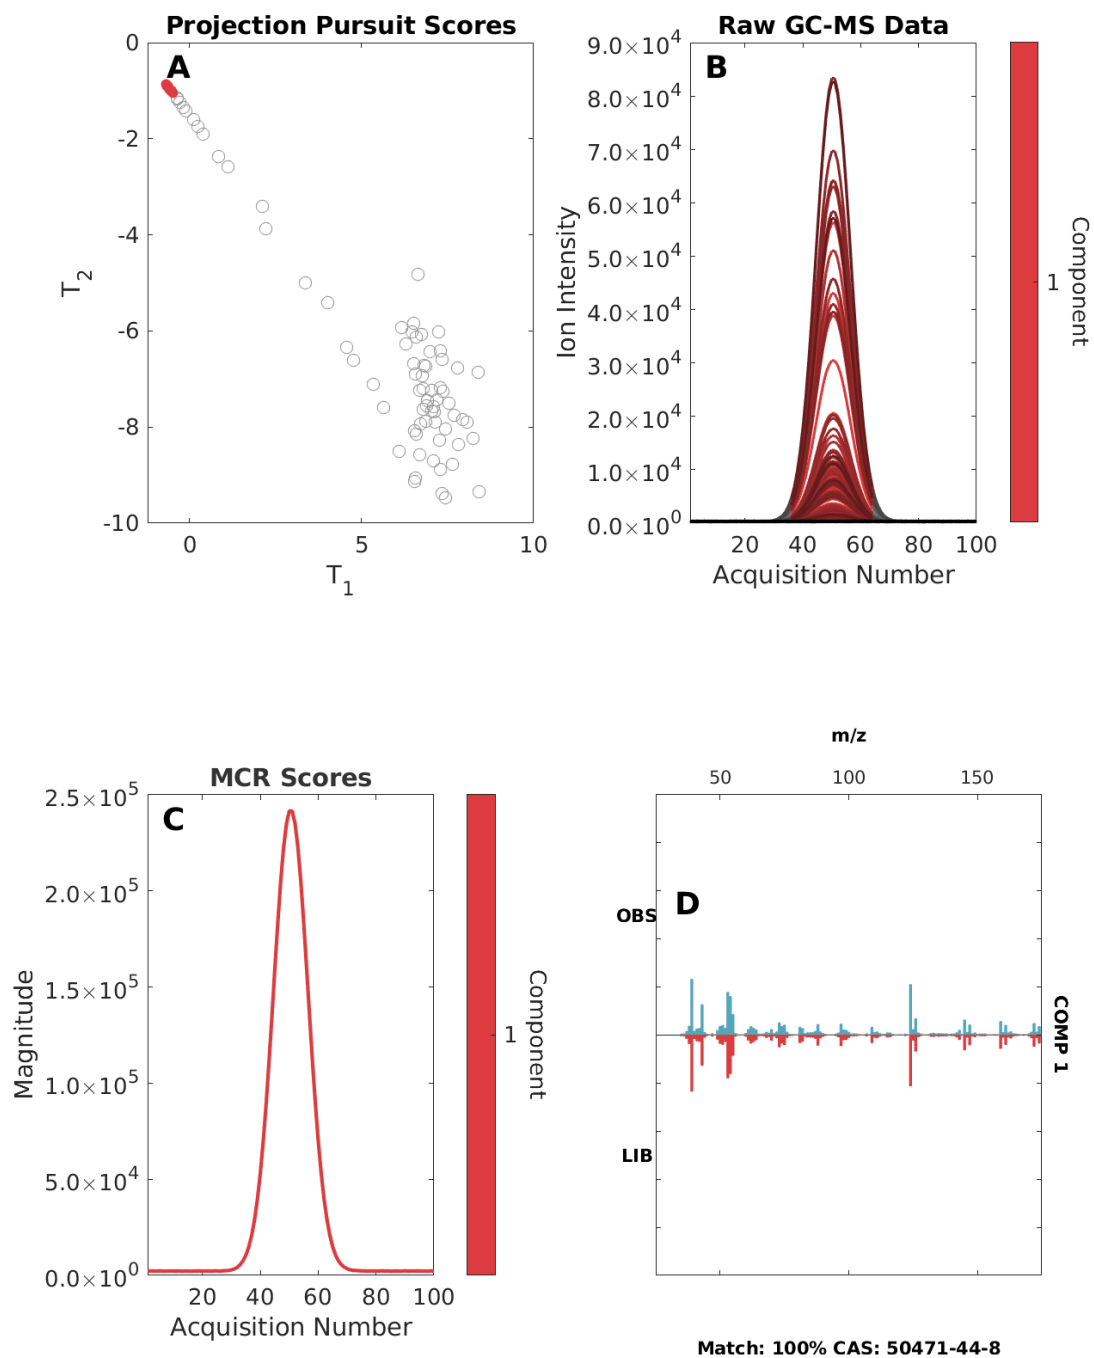 Projection Pursuit Scores
A
0
-2
-4
-6
-8
-10
T2
0
5
10
T1
Raw GC-MS Data
B
9.0×10^4
8.0×10^4
7.0×10^4
6.0×10^4
5.0×10^4
4.0×10^4
3.0×10^4
2.0×10^4
1.0×10^4
0.0×10^0
Ion Intensity
20 40 60 80 100
Acquisition Number
1
Component
MCR Scores
C
2.5×10^5
2.0×10^5
1.5×10^5
1.0×10^5
5.0×10^4
0.0×10^0
Magnitude
20 40 60 80 100
Acquisition Number
1
Component
m/z
50 100 150
D
OBS
LIB
COMP 1
Match: 100% CAS: 50471-44-8